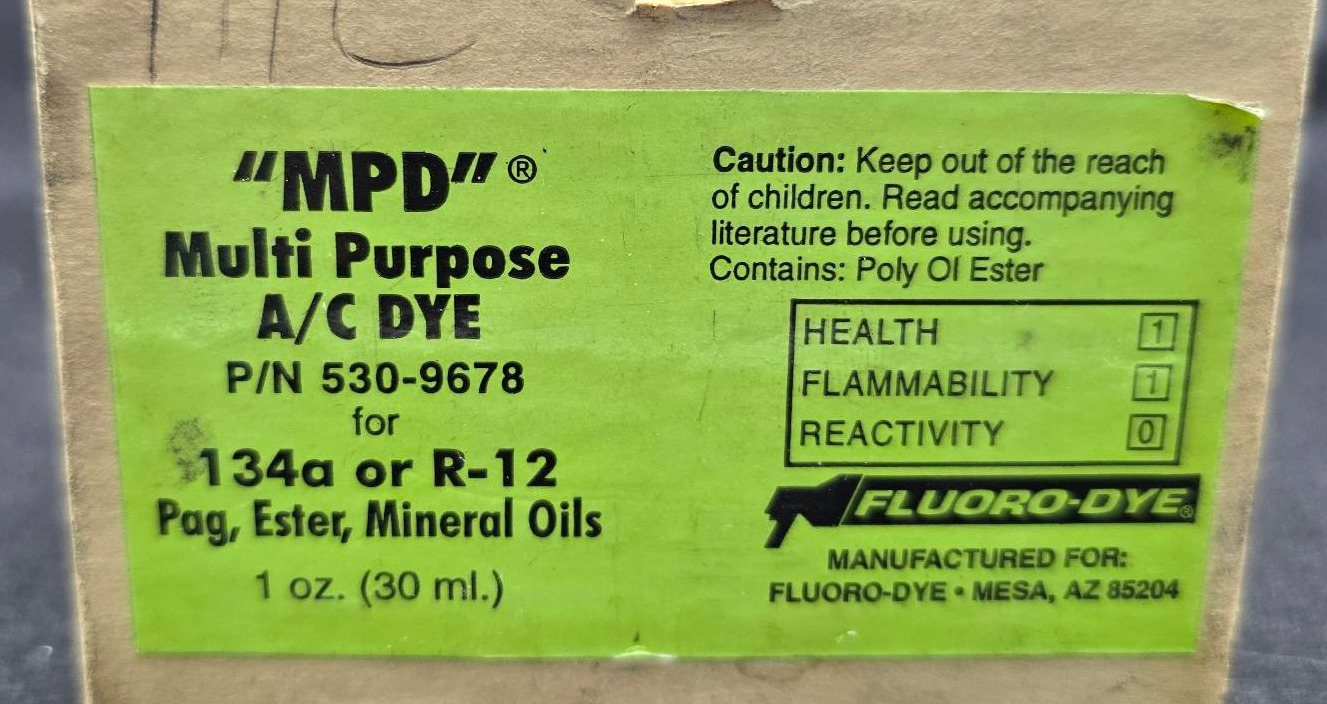 "MPD"®
Multi Purpose
A/C DYE
P/N 530-9678
for
134a or R-12
Pag, Ester, Mineral Oils
1 oz. (30 ml.)
Caution: Keep out of the reach
of children. Read accompanying
literature before using.
Contains: Poly Ol Ester
HEALTH 1
FLAMMABILITY 1
REACTIVITY 0
FLUORO-DYE®
MANUFACTURED FOR:
FLUORO-DYE • MESA, AZ 85204